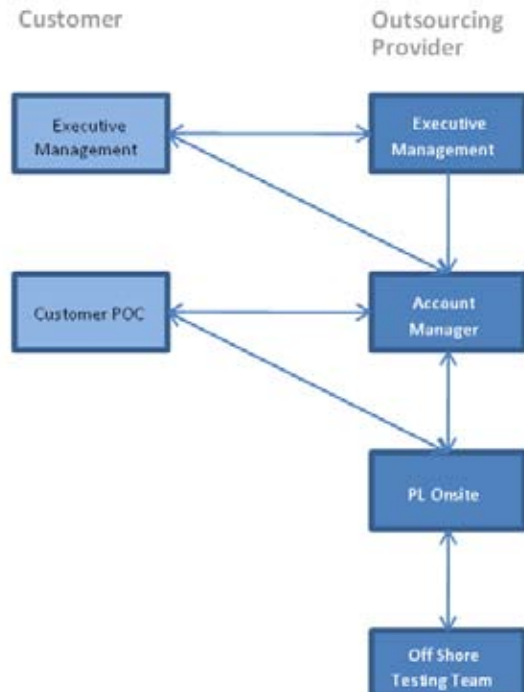 Customer
Outsourcing
Provider
Executive
Management
Executive
Management
Customer POC
Account
Manager
PL Onsite
Off Shore
Testing Team